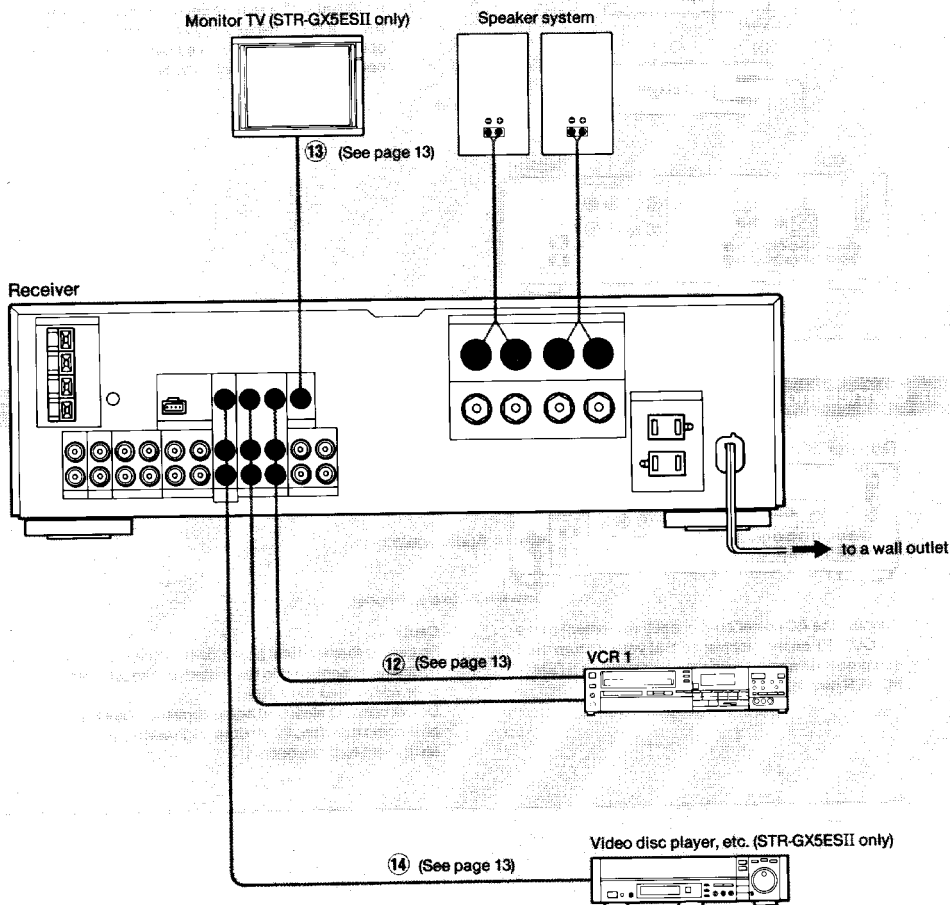 Monitor TV (STR-GX5ESII only)
Speaker system
⑬ (See page 13)
Receiver
to a wall outlet
⑫ (See page 13)
VCR 1
Video disc player, etc. (STR-GX5ESII only)
⑭ (See page 13)